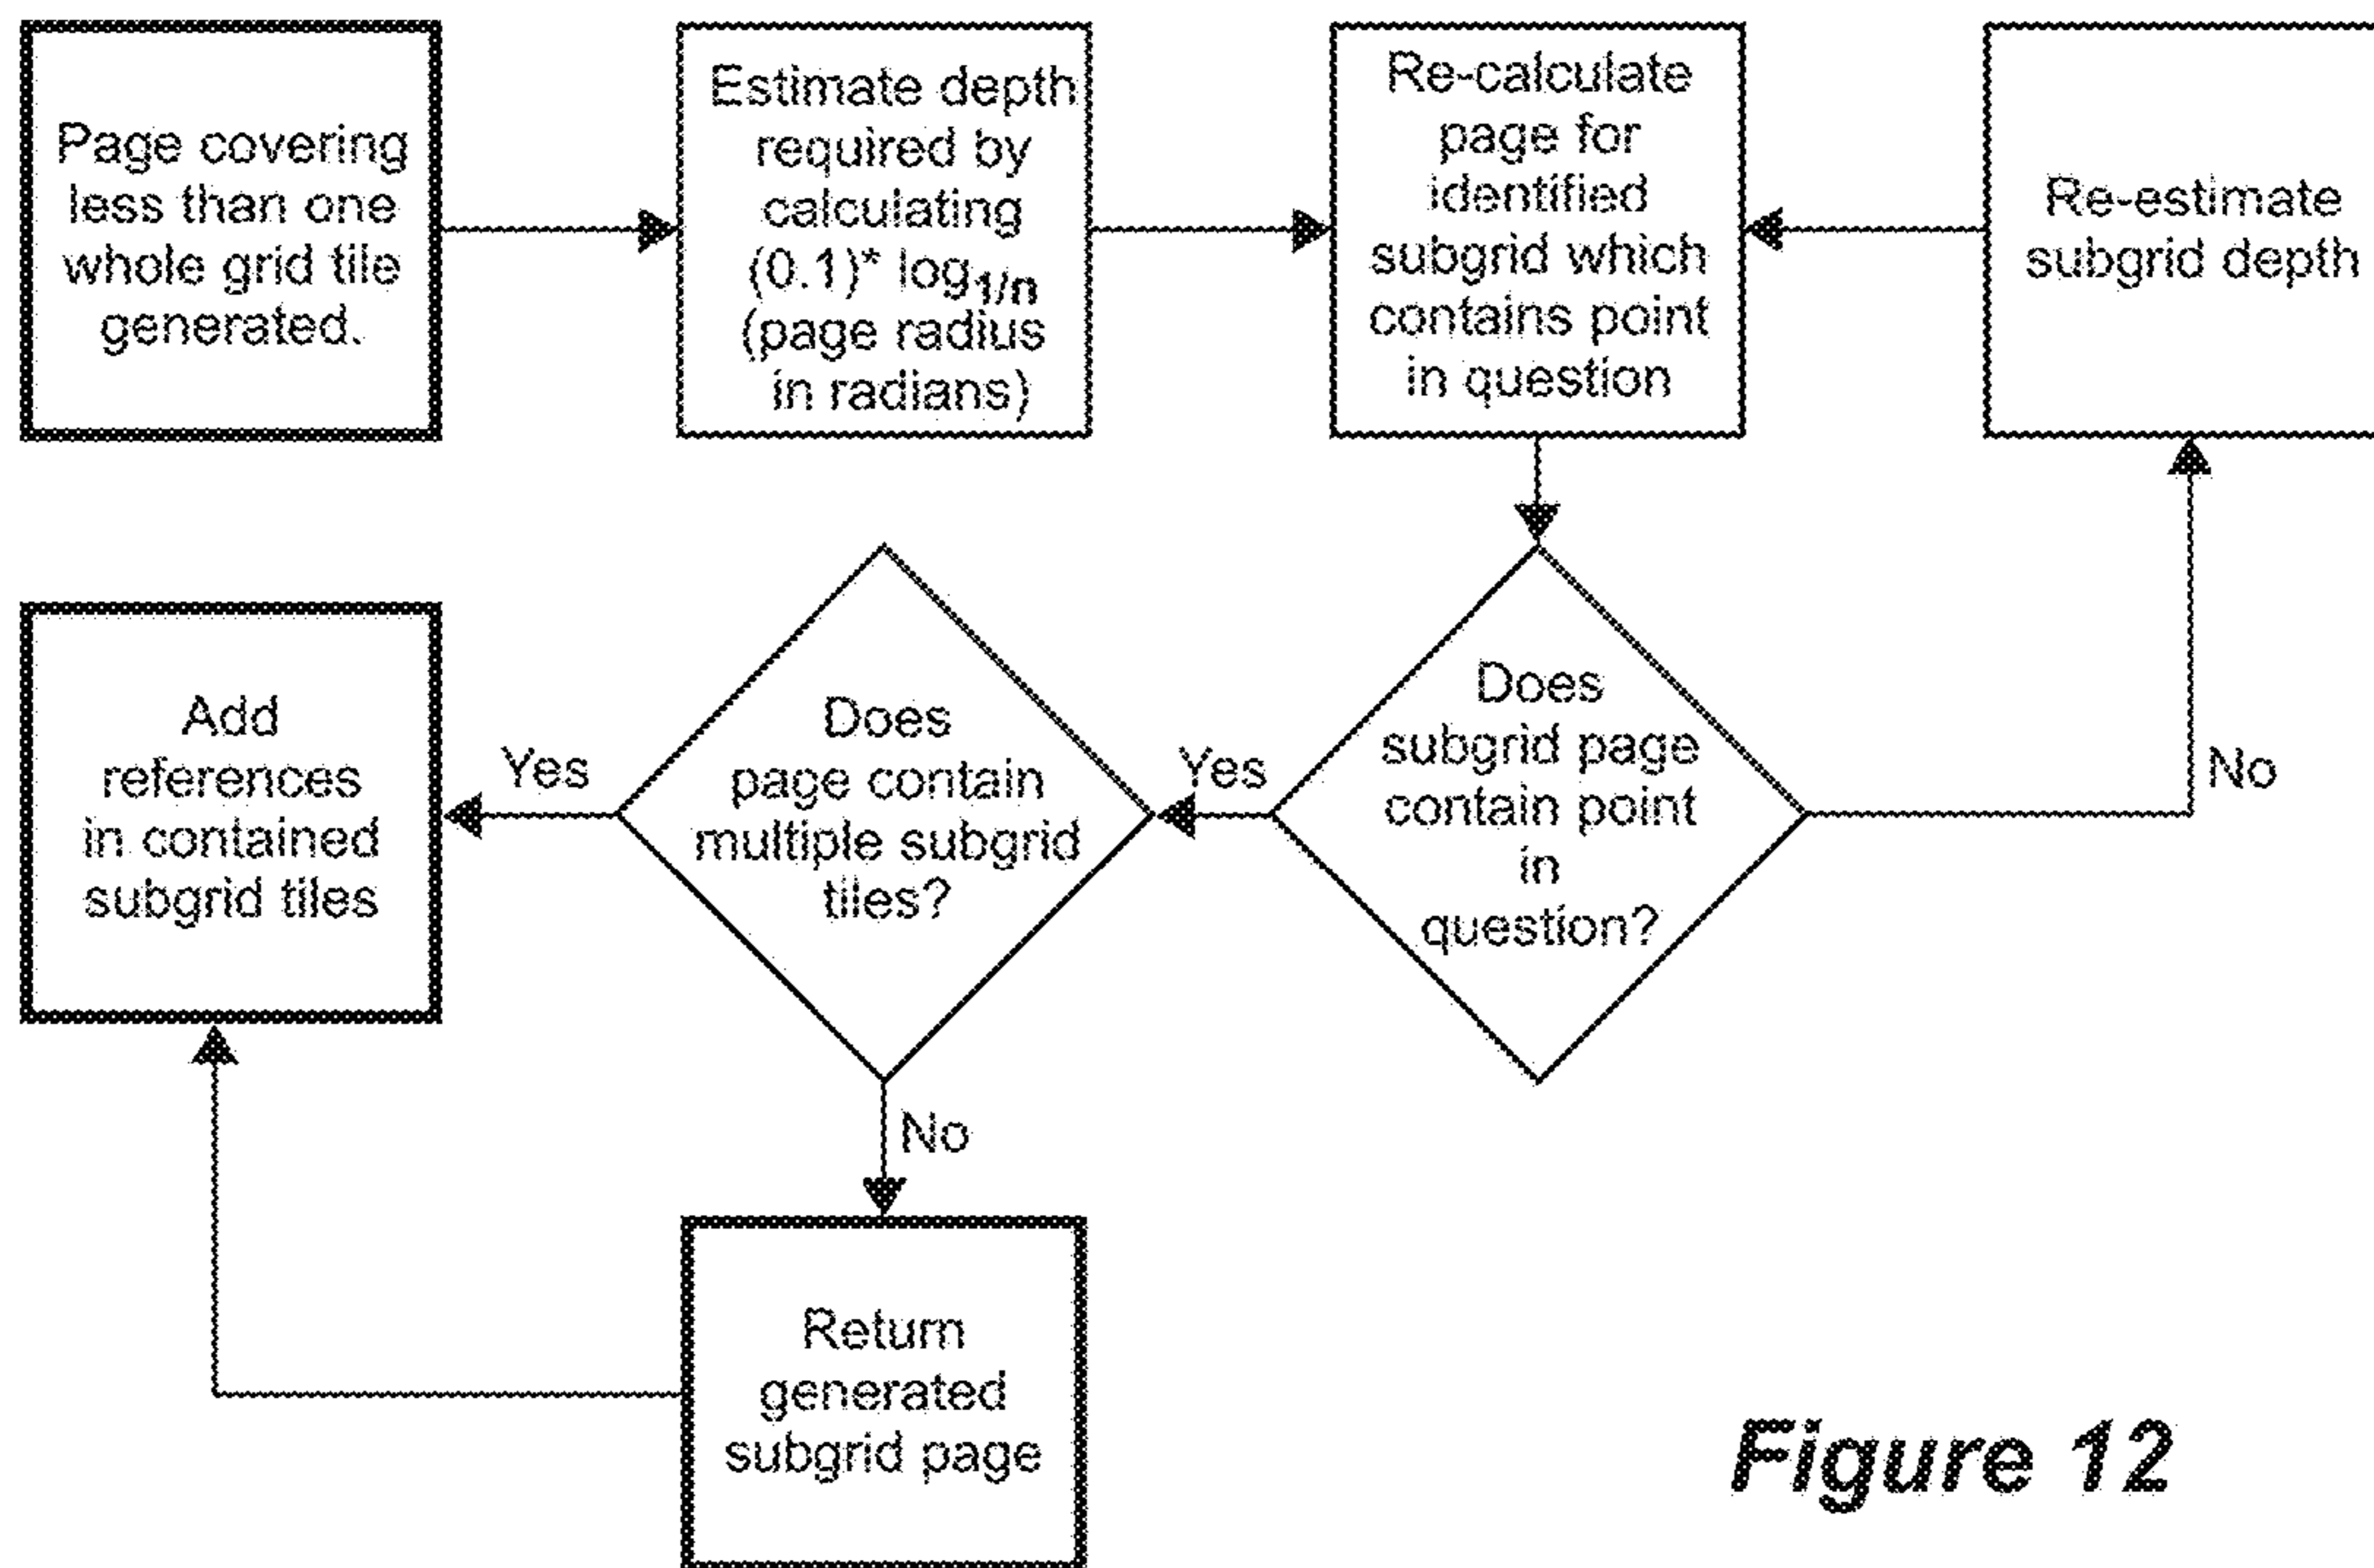 Page covering
less than one
whole grid tile
generated.
Estimate depth
required by
calculating
(0.1)* log1/n
(page radius
in radians)
Re-calculate
page for
identified
subgrid which
contains point
in question
Re-estimate
subgrid depth
Does
subgrid page
contain point
in
question?
No
Yes
Does
page contain
multiple subgrid
tiles?
Yes
Add
references
in contained
subgrid tiles
No
Return
generated
subgrid page
Figure 12